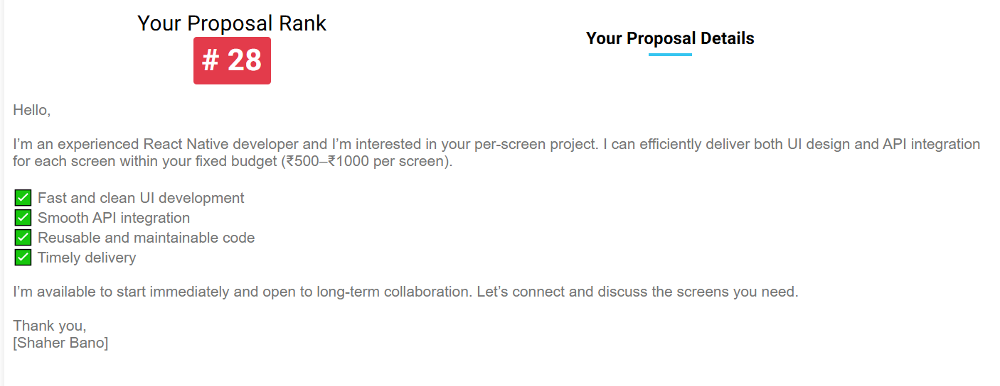 Your Proposal Rank
# 28
Your Proposal Details
Hello,
I’m an experienced React Native developer and I’m interested in your per-screen project. I can efficiently deliver both UI design and API integration
for each screen within your fixed budget (₹500–₹1000 per screen).
✅ Fast and clean UI development
✅ Smooth API integration
✅ Reusable and maintainable code
✅ Timely delivery
I’m available to start immediately and open to long-term collaboration. Let’s connect and discuss the screens you need.
Thank you,
[Shaher Bano]